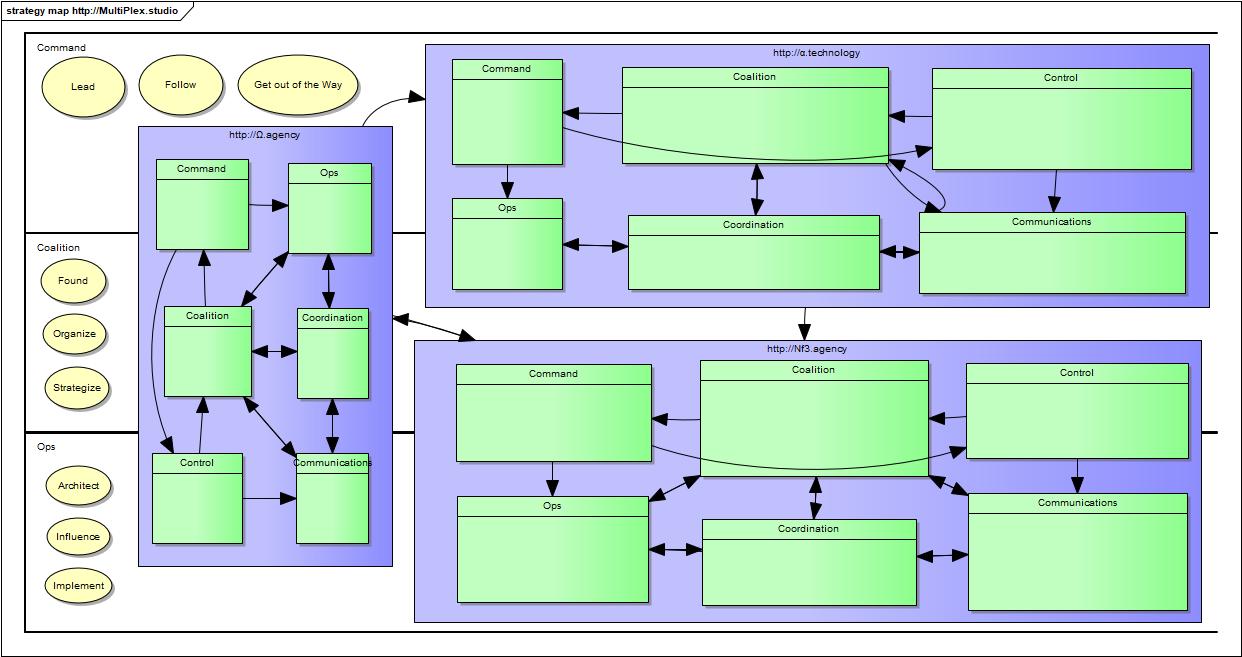 strategy map http://MultiPlex.studio
Command
Lead
Follow
Get out of the Way
Coalition
Found
Organize
Strategize
Ops
Architect
Influence
Implement
http://Ω.agency
Command
Ops
Coalition
Coordination
Control
Communications
http://α.technology
Command
Coalition
Control
Ops
Coordination
Communications
http://Nf3.agency
Command
Coalition
Control
Ops
Coordination
Communications